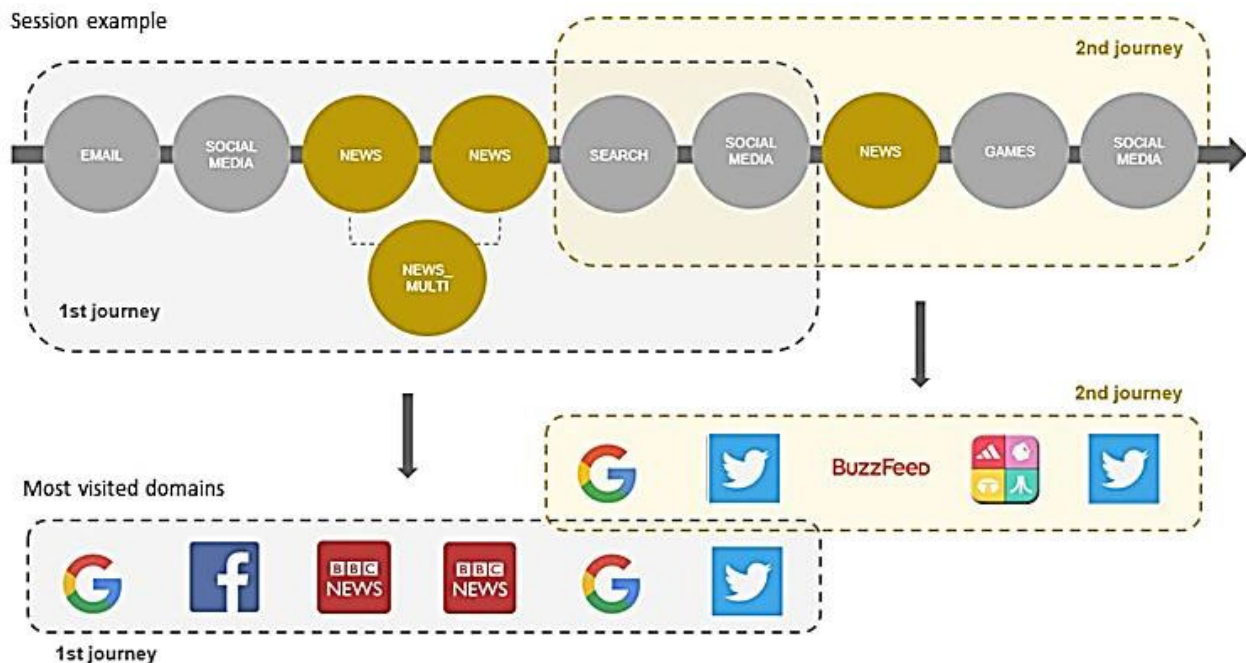 Session example
2nd journey
EMAIL
SOCIAL
MEDIA
NEWS
NEWS
SEARCH
SOCIAL
MEDIA
NEWS
GAMES
SOCIAL
MEDIA
NEWS_
MULTI
1st journey
2nd journey
G
BuzzFeed
Most visited domains
G
f
BBC
NEWS
BBC
NEWS
G
1st journey